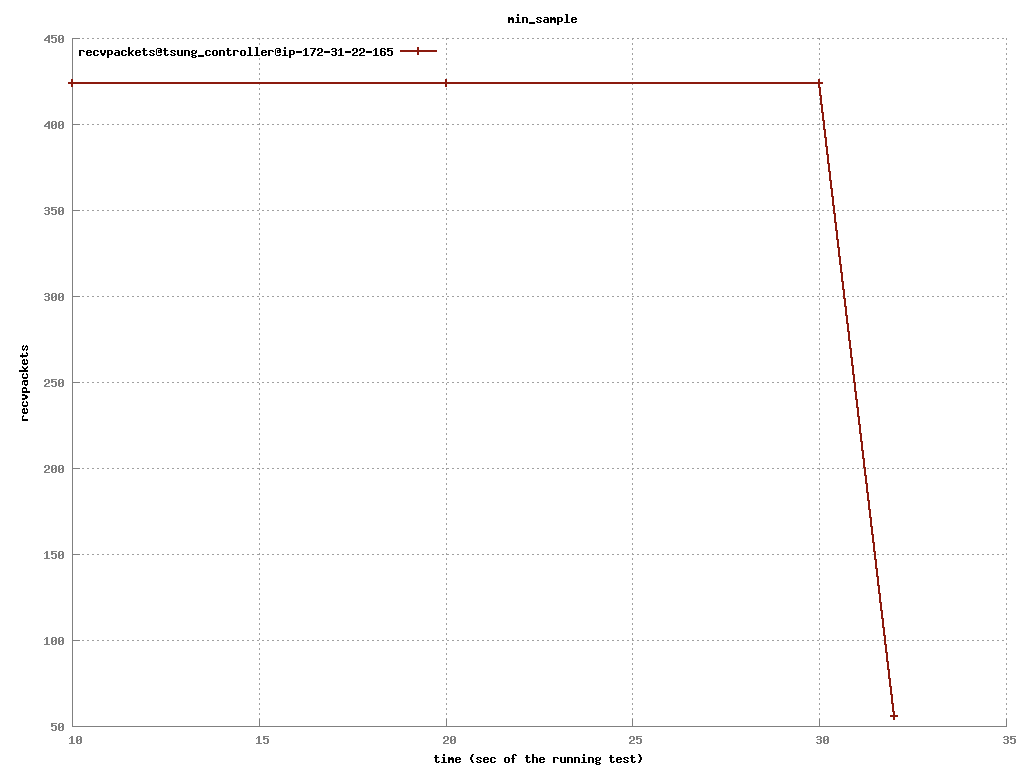 min_sample
450
recvpackets@tsung_controller@ip-172-31-22-165
400
350
300
250
200
150
100
50
recvpackets
10 15 20 25 30 35
time (sec of the running test)